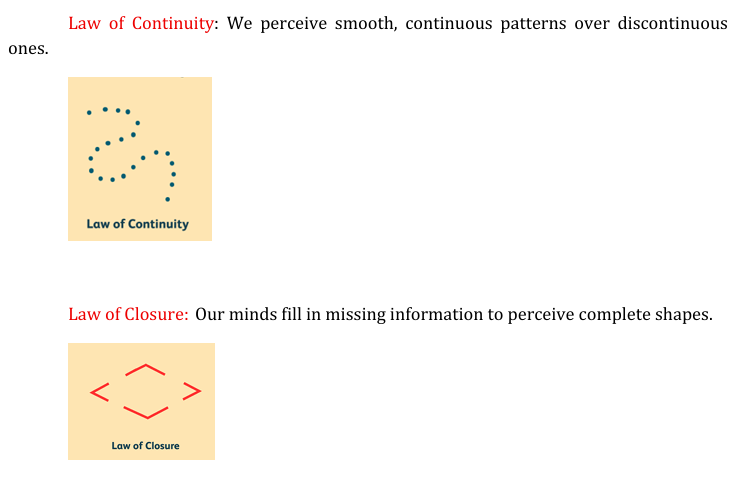 Law of Continuity: We perceive smooth, continuous patterns over discontinuous
ones.
Law of Continuity
Law of Closure: Our minds fill in missing information to perceive complete shapes.
Law of Closure